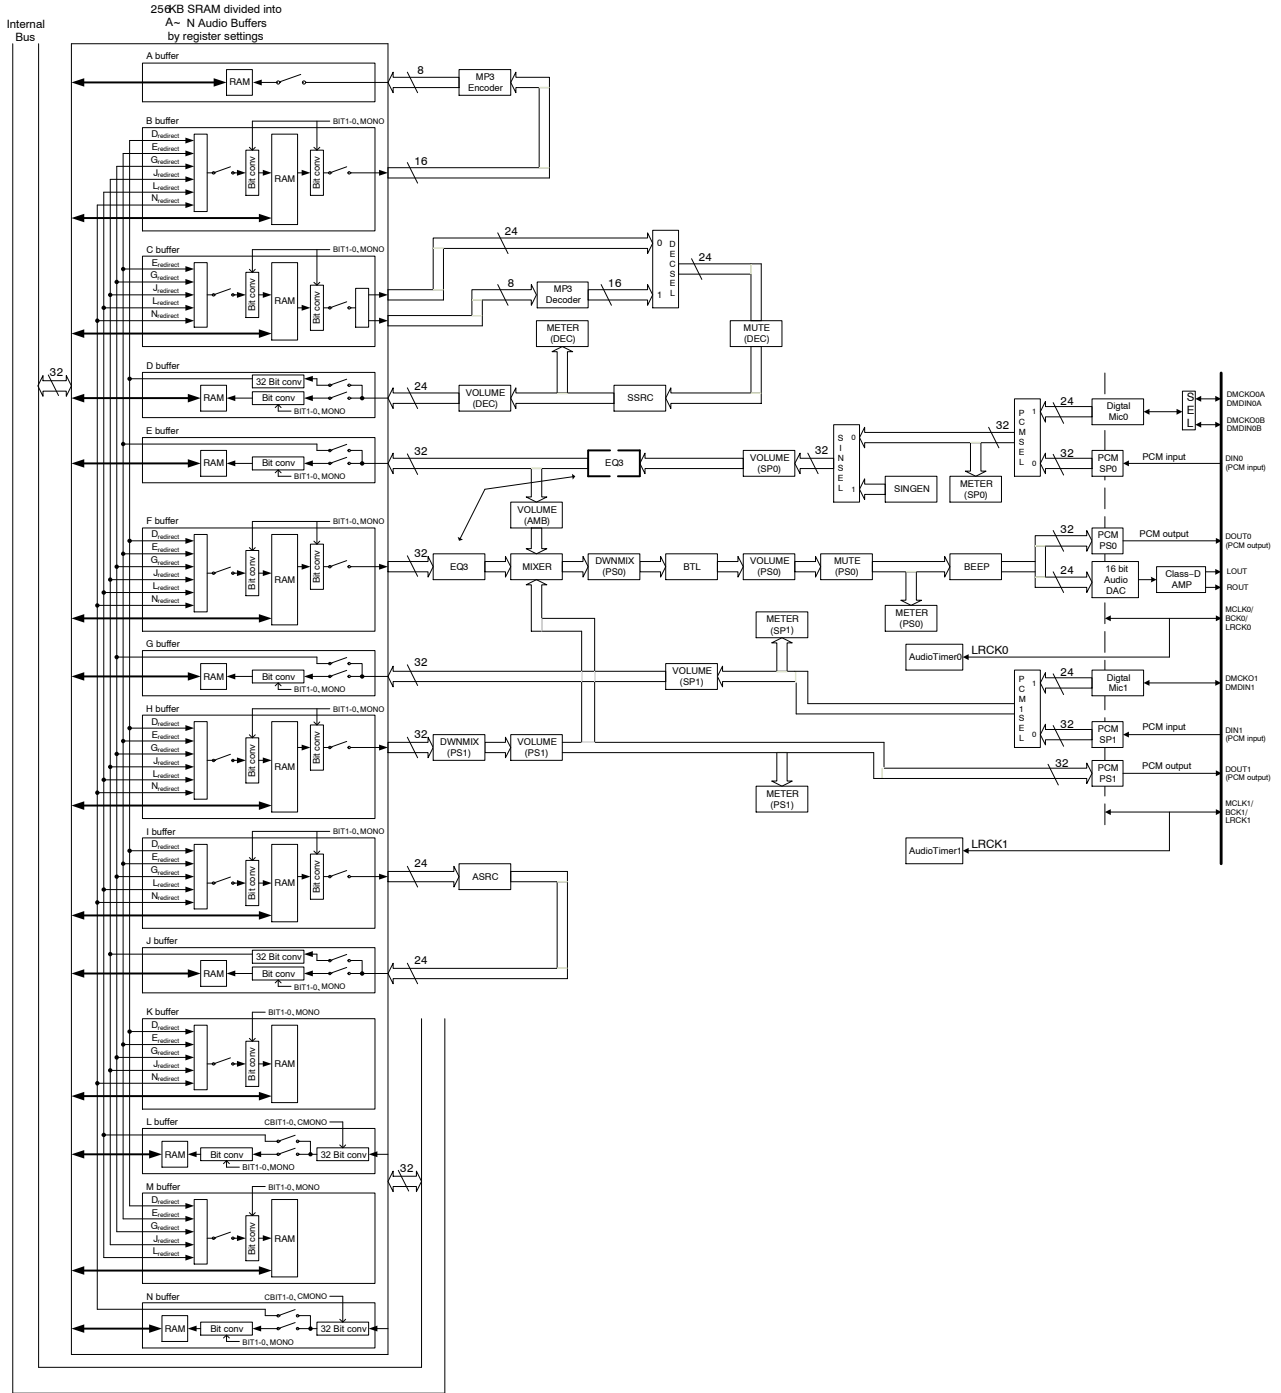 256KB SRAM divided into
A~ N Audio Buffers
by register settings
Internal
Bus
32
A buffer
RAM
8
MP3
Encoder
B buffer
BIT1-0, MONO
Dredirect
Eredirect
Gredirect
Jredirect
Lredirect
Nredirect
Bit conv
RAM
Bit conv
16
C buffer
BIT1-0, MONO
Eredirect
Gredirect
Jredirect
Lredirect
Nredirect
Bit conv
RAM
Bit conv
24
8
MP3
Decoder
16
0
1
DECSEL
24
METER
(DEC)
MUTE
(DEC)
D buffer
32 Bit conv
RAM
Bit conv
BIT1-0, MONO
24
VOLUME
(DEC)
SSRC
E buffer
RAM
Bit conv
BIT1-0, MONO
32
EQ3
VOLUME
(SP0)
32
SINSEL
0
1
SINGEN
32
METER
(SP0)
PCMSEL
1
0
24
Digtal
Mic0
SEL
DMCKO0A
DMDIN0A
DMCKO0B
DMDIN0B
32
PCM
SP0
PCM input
DIN0
(PCM input)
VOLUME
(AMB)
F buffer
BIT1-0, MONO
Dredirect
Eredirect
Gredirect
Jredirect
Lredirect
Nredirect
Bit conv
RAM
Bit conv
32
EQ3
MIXER
DWNMIX
(PS0)
BTL
VOLUME
(PS0)
MUTE
(PS0)
METER
(PS0)
BEEP
32
PCM
PS0
PCM output
DOUT0
(PCM output)
24
16 bit
Audio
DAC
Class-D
AMP
LOUT
ROUT
MCLK0/
BCK0/
LRCK0
AudioTimer0
LRCK0
G buffer
RAM
Bit conv
BIT1-0, MONO
32
VOLUME
(SP1)
METER
(SP1)
PCM1SEL
1
0
24
Digtal
Mic1
DMCKO1
DMDIN1
32
PCM
SP1
PCM input
DIN1
(PCM input)
H buffer
BIT1-0, MONO
Dredirect
Eredirect
Gredirect
Jredirect
Lredirect
Nredirect
Bit conv
RAM
Bit conv
32
DWNMIX
(PS1)
VOLUME
(PS1)
METER
(PS1)
32
PCM
PS1
PCM output
DOUT1
(PCM output)
MCLK1/
BCK1/
LRCK1
AudioTimer1
LRCK1
I buffer
BIT1-0, MONO
Dredirect
Eredirect
Gredirect
Lredirect
Nredirect
Bit conv
RAM
Bit conv
24
ASRC
J buffer
32 Bit conv
RAM
Bit conv
BIT1-0, MONO
24
K buffer
BIT1-0, MONO
Dredirect
Eredirect
Gredirect
Jredirect
Nredirect
Bit conv
RAM
L buffer
CBIT1-0, CMONO
RAM
Bit conv
32 Bit conv
BIT1-0, MONO
32
M buffer
BIT1-0, MONO
Dredirect
Eredirect
Gredirect
Jredirect
Lredirect
Bit conv
RAM
N buffer
CBIT1-0, CMONO
RAM
Bit conv
32 Bit conv
BIT1-0, MONO